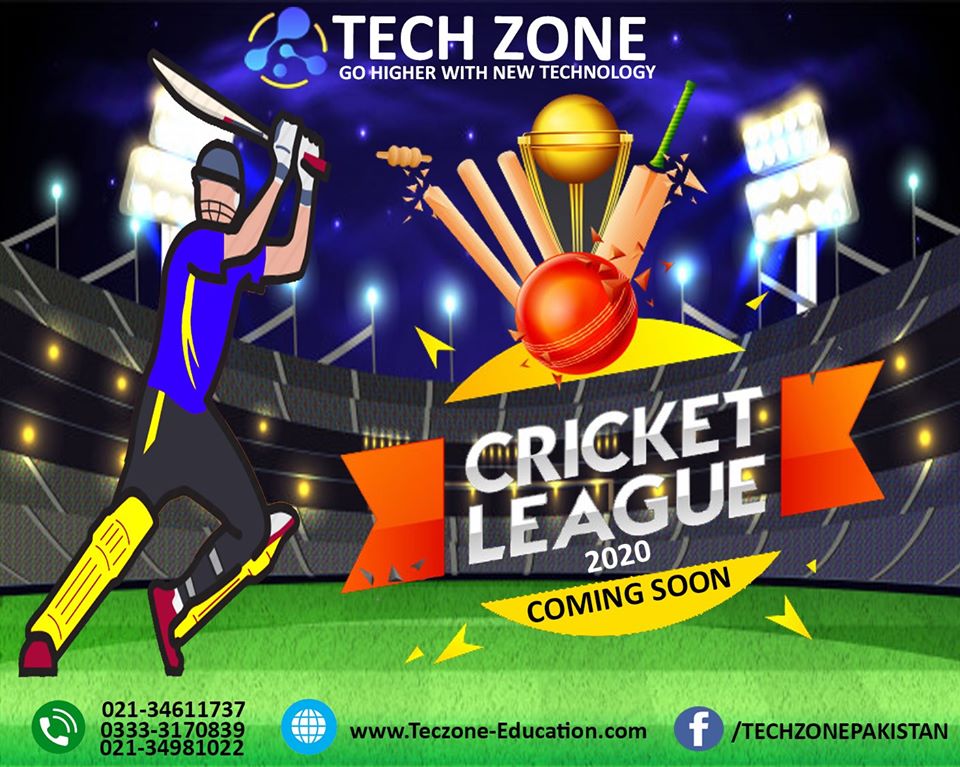 TECH ZONE
GO HIGHER WITH NEW TECHNOLOGY
CRICKET
LEAGUE
2020
COMING SOON
021-34611737
0333-3170839
021-34981022
www.Teczone-Education.com
/TECHZONEPAKISTAN